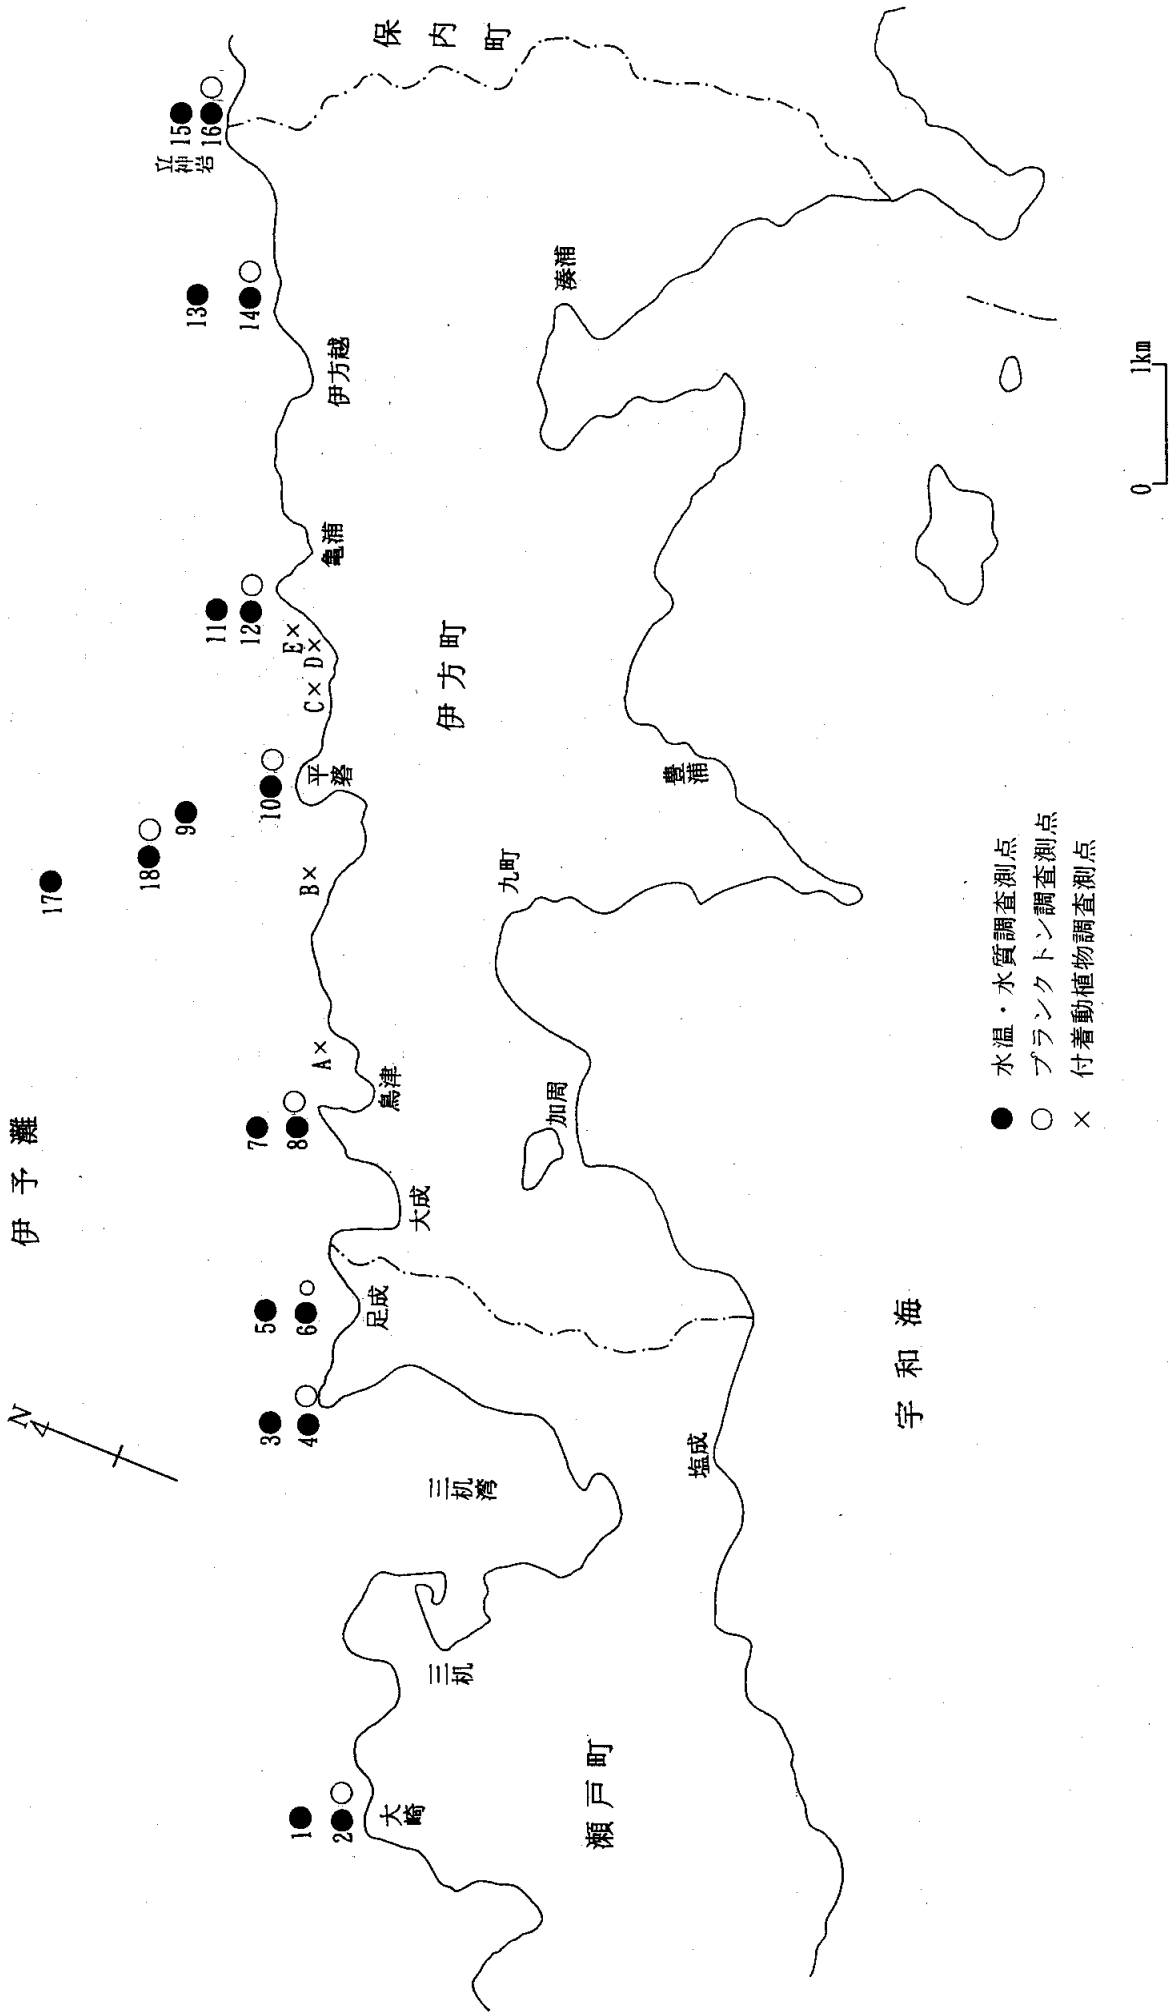 伊予灘
N
17
18
9
15
16
立神岩
13
14
11
12
10
7
8
5
6
3
4
1
2
A×
B×
C×
D×
E×
保内町
伊方越
亀浦
平礬
鳥津
大成
足成
三机湾
三机
大崎
伊方町
湊浦
豊浦
九町
加周
塩成
瀬戸町
宇和海
● 水温・水質調査測点
○ プランクトン調査測点
× 付着動植物調査測点
0 1km